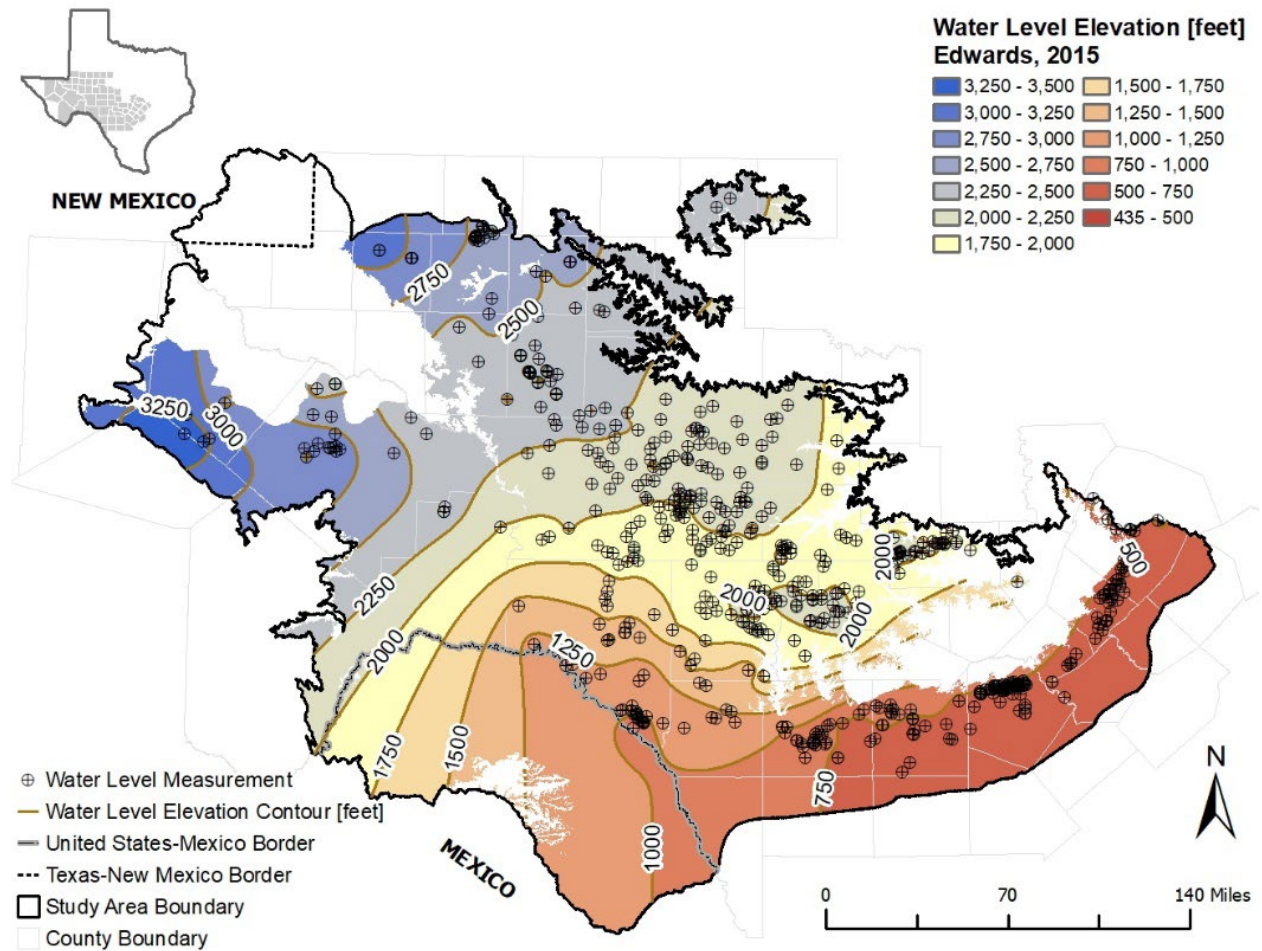 Water Level Elevation [feet]
Edwards, 2015
3,250 - 3,500
1,500 - 1,750
3,000 - 3,250
1,250 - 1,500
2,750 - 3,000
1,000 - 1,250
2,500 - 2,750
750 - 1,000
2,250 - 2,500
500 - 750
2,000 - 2,250
435 - 500
1,750 - 2,000
NEW MEXICO
2750
2500
3250
3000
2000
500
2250
2000
2000
2000
1250
1750
1500
750
1000
MEXICO
N
Water Level Measurement
Water Level Elevation Contour [feet]
United States-Mexico Border
Texas-New Mexico Border
Study Area Boundary
County Boundary
0 70 140 Miles